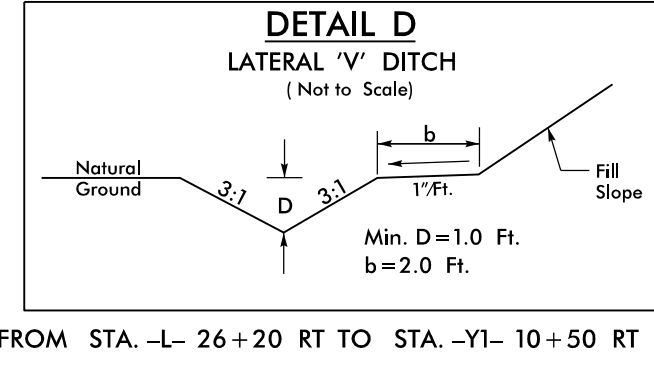 DETAIL D
LATERAL 'V' DITCH
( Not to Scale)
b
Natural
Ground
3:1
D
3:1
1"/Ft.
Fill
Slope
Min. D=1.0 Ft.
b=2.0 Ft.
FROM STA. -L- 26+20 RT TO STA. -Y1- 10+50 RT